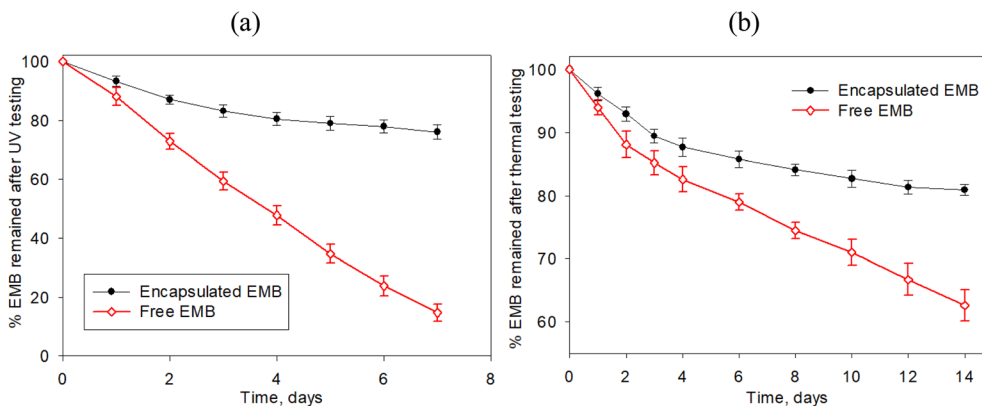 (a)
% EMB remained after UV testing
100
80
60
40
20
0
Encapsulated EMB
Free EMB
0 2 4 6 8
Time, days
(b)
% EMB remained after thermal testing
100
90
80
70
60
Encapsulated EMB
Free EMB
0 2 4 6 8 10 12 14
Time, days